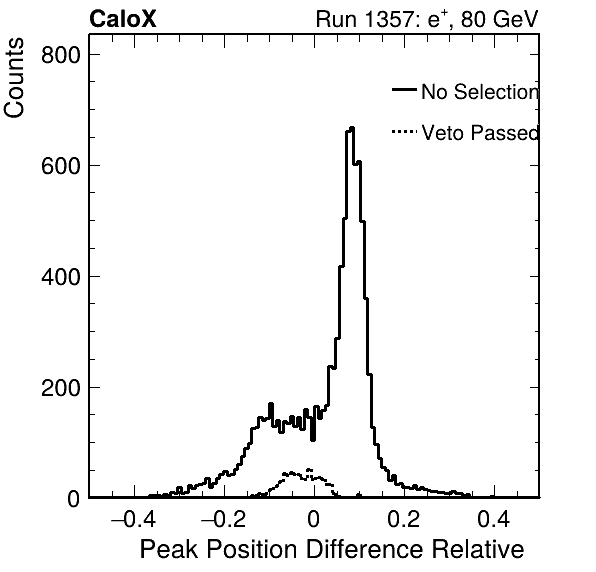 CaloX Run 1357: e⁺, 80 GeV
Counts
800
No Selection
Veto Passed
600
400
200
0
−0.4 −0.2 0 0.2 0.4
Peak Position Difference Relative